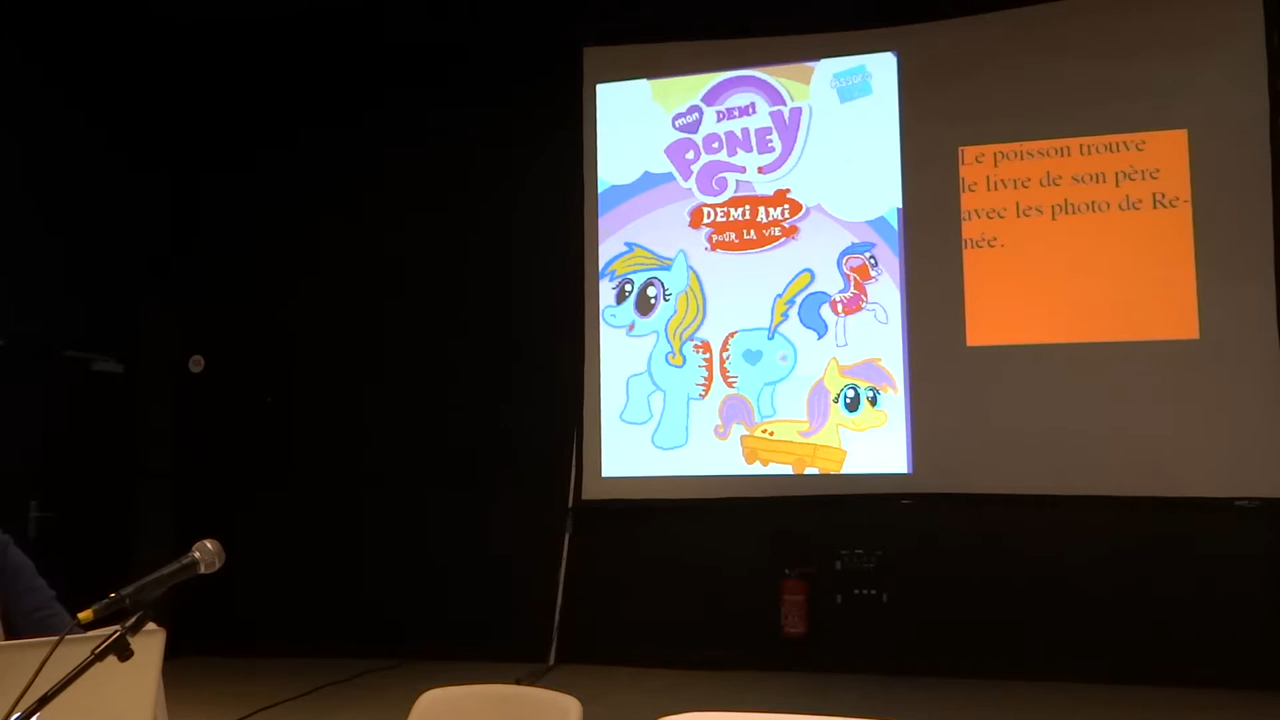 mon DEMI
PONEY
DEMI AMI
POUR LA VIE
Le poisson trouve
le livre de son père
avec les photo de Re-
née.